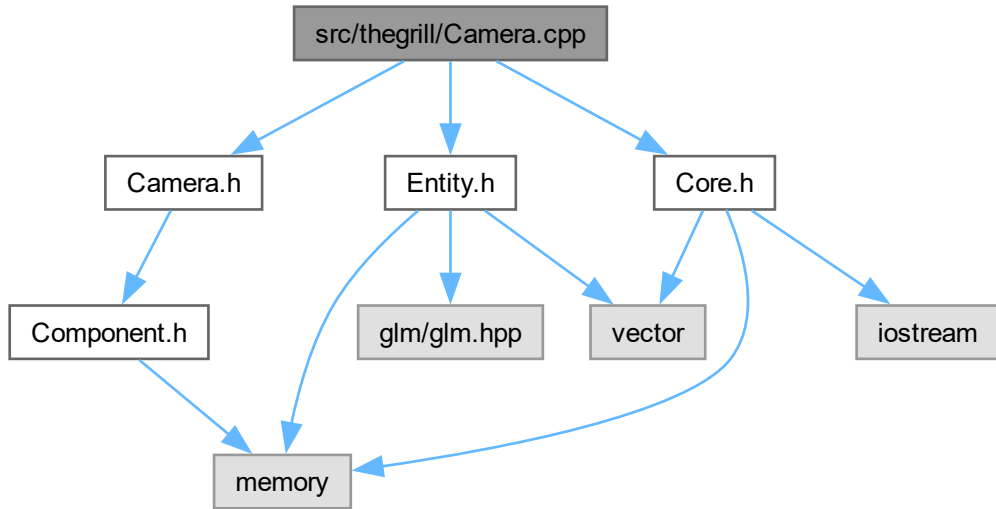 src/thegrill/Camera.cpp
Camera.h
Entity.h
Core.h
Component.h
glm/glm.hpp
vector
iostream
memory